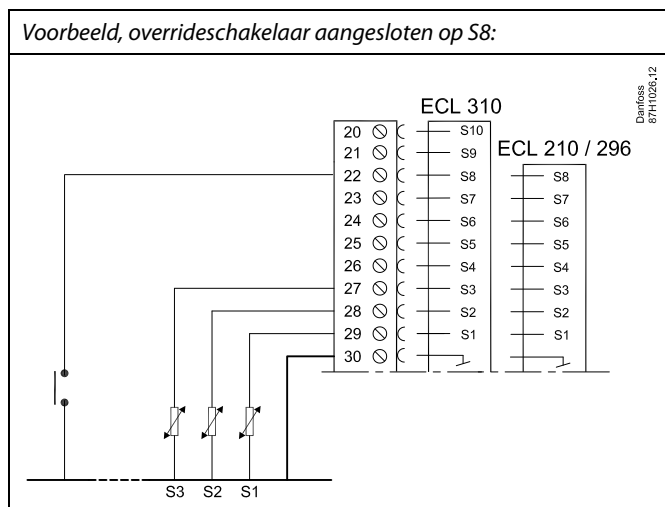 Voorbeeld, overrideschakelaar aangesloten op S8:
Danfoss
87H1026.12
ECL 310
ECL 210 / 296
20 S10
21 S9
22 S8 S8
23 S7 S7
24 S6 S6
25 S5 S5
26 S4 S4
27 S3 S3
28 S2 S2
29 S1 S1
30
S3 S2 S1